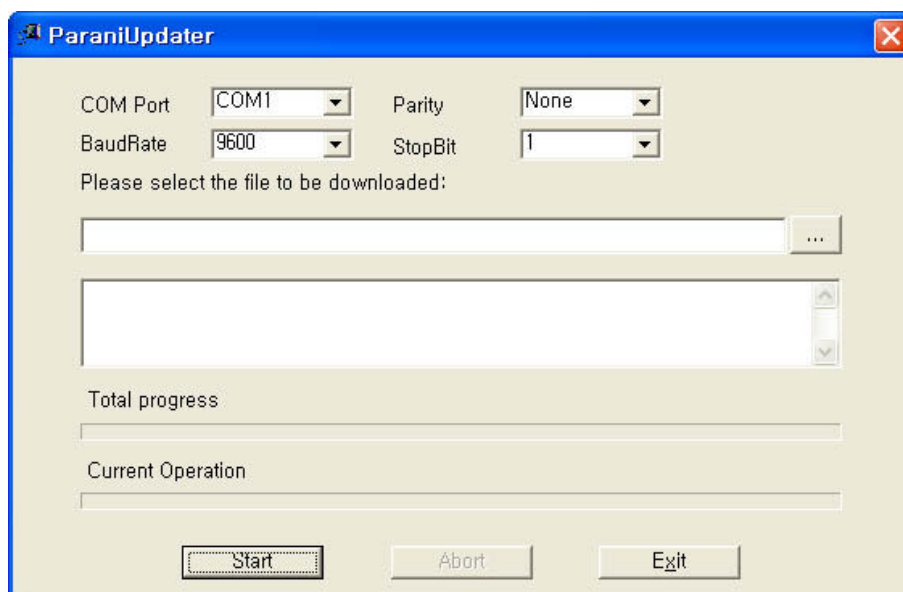 ParaniUpdater
COM Port COM1 Parity None
BaudRate 9600 StopBit 1
Please select the file to be downloaded:
...
Total progress
Current Operation
Start Abort Exit